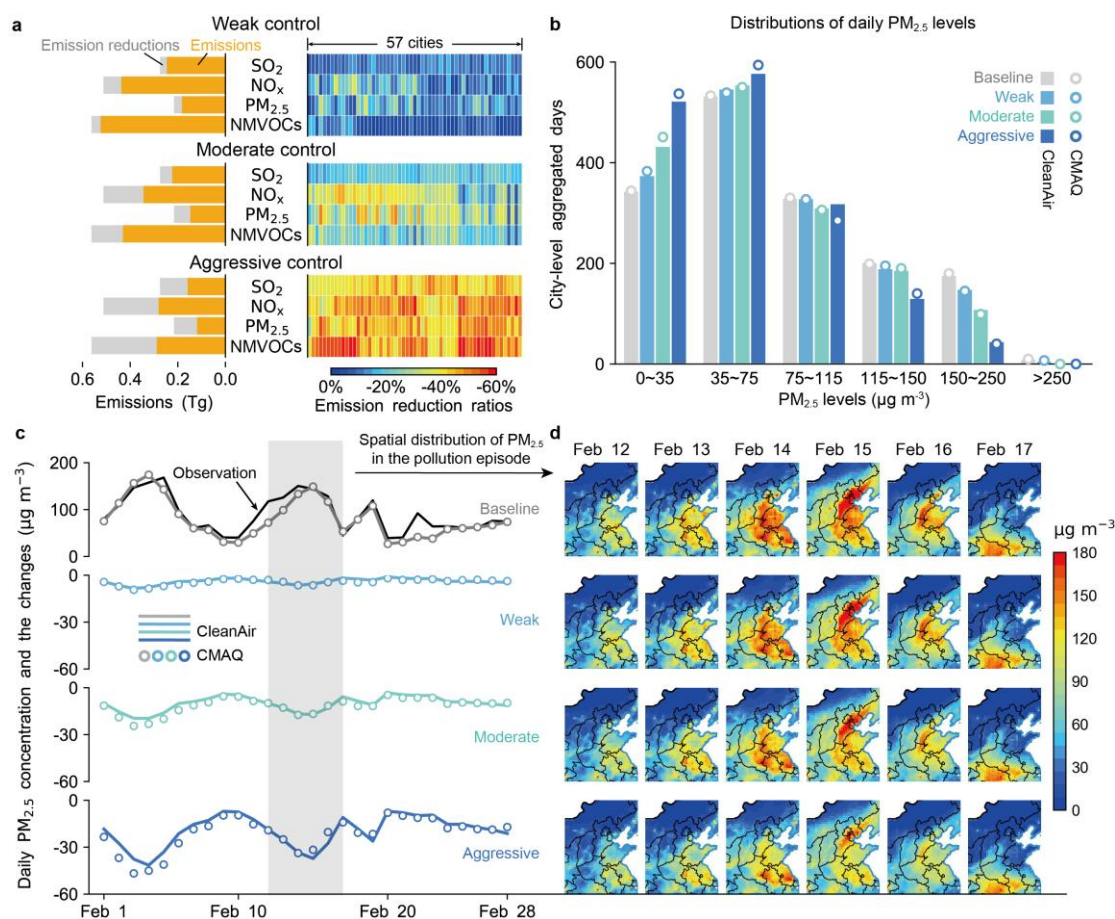 a
Weak control
Emission reductions
Emissions
57 cities
SO₂
NOₓ
PM₂.₅
NMVOCs
Moderate control
SO₂
NOₓ
PM₂.₅
NMVOCs
Aggressive control
SO₂
NOₓ
PM₂.₅
NMVOCs
0.6 0.4 0.2 0.0
Emissions (Tg)
0% -20% -40% -60%
Emission reduction ratios
b
Distributions of daily PM₂.₅ levels
City-level aggregated days
600
400
200
0
Baseline
Weak
Moderate
Aggressive
CleanAir
CMAQ
0~35 35~75 75~115 115~150 150~250 >250
PM₂.₅ levels (μg m⁻³)
c
Daily PM₂.₅ concentration and the changes (μg m⁻³)
200
100
0
Observation
Baseline
Spatial distribution of PM₂.₅
in the pollution episode
0
-30
-60
Weak
CleanAir
CMAQ
0
-30
-60
Moderate
0
-30
-60
Aggressive
Feb 1 Feb 10 Feb 20 Feb 28
d
Feb 12 Feb 13 Feb 14 Feb 15 Feb 16 Feb 17
μg m⁻³
180
150
120
90
60
30
0